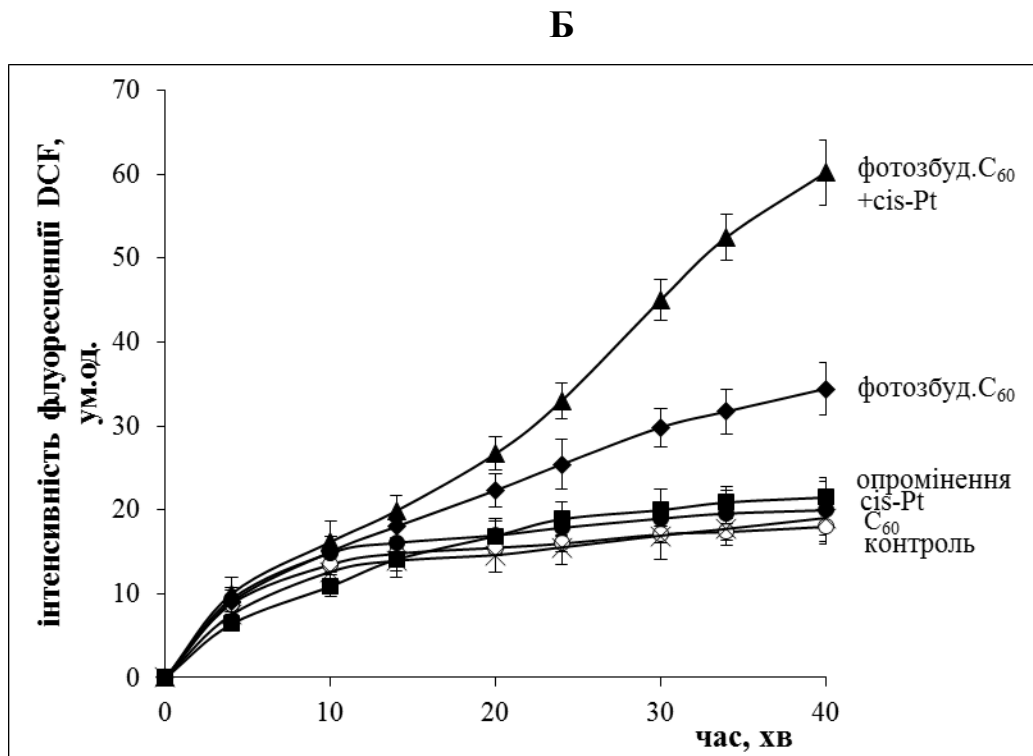 Б
інтенсивність флуоресценції DCF,
ум.од.
70
60
50
40
30
20
10
0
0 10 20 30 40
час, хв
фотозбуд.C₆₀
+cis-Pt
фотозбуд.C₆₀
опромінення
cis-Pt
C₆₀
контроль